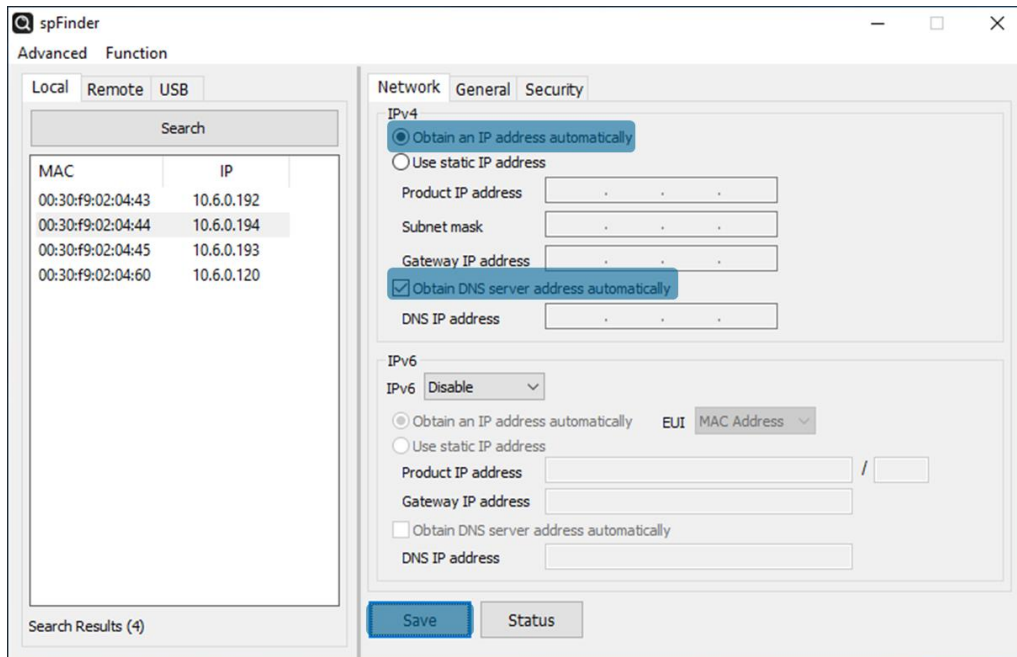 spFinder
Advanced Function
Local Remote USB
Search
MAC IP
00:30:f9:02:04:43 10.6.0.192
00:30:f9:02:04:44 10.6.0.194
00:30:f9:02:04:45 10.6.0.193
00:30:f9:02:04:60 10.6.0.120
Search Results (4)
Network General Security
IPv4
Obtain an IP address automatically
Use static IP address
Product IP address . . .
Subnet mask . . .
Gateway IP address . . .
Obtain DNS server address automatically
DNS IP address . . .
IPv6
IPv6 Disable
Obtain an IP address automatically EUI MAC Address
Use static IP address
Product IP address /
Gateway IP address
Obtain DNS server address automatically
DNS IP address
Save Status